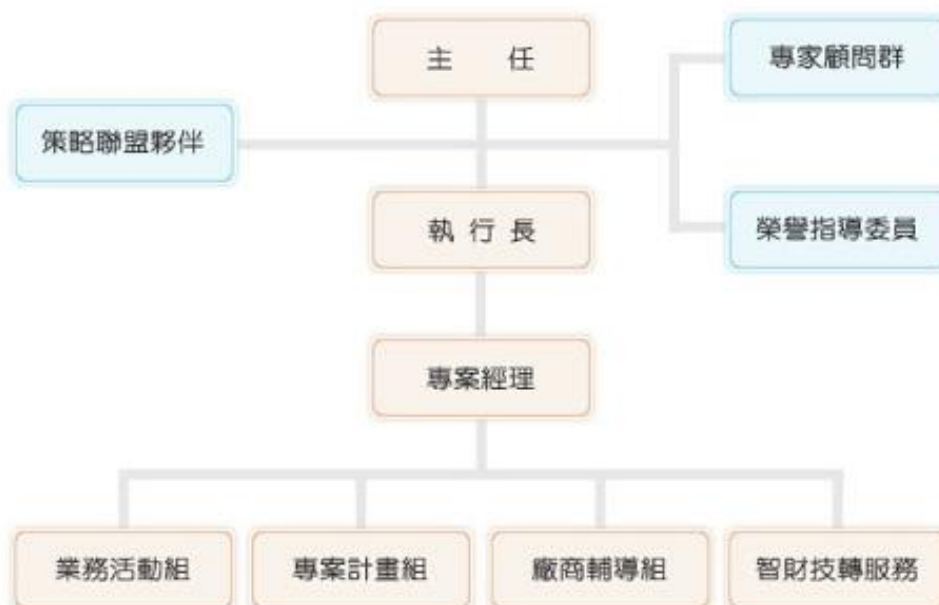 主 任
專家顧問群
策略聯盟夥伴
執 行 長
榮譽指導委員
專案經理
業務活動組
專案計畫組
廠商輔導組
智財技轉服務